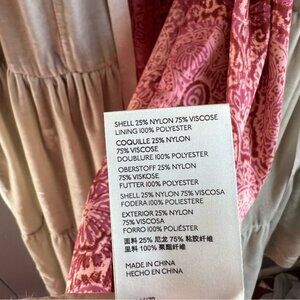 SHELL 25% NYLON 75% VISCOSE
LINING 100% POLYESTER
COQUILLE 25% NYLON
75% VISCOSE
DOUBLURE 100% POLYESTER
OBERSTOFF 25% NYLON
75% VISKOSE
FUTTER 100% POLYESTER
SHELL 25% NYLON 75% VISCOSA
FODERA 100% POLIESTERE
EXTERIOR 25% NYLON
75% VISCOSA
FORRO 100% POLIÉSTER
面料 25% 尼龙 75% 粘胶纤维
里料 100% 聚酯纤维
MADE IN CHINA
HECHO EN CHINA